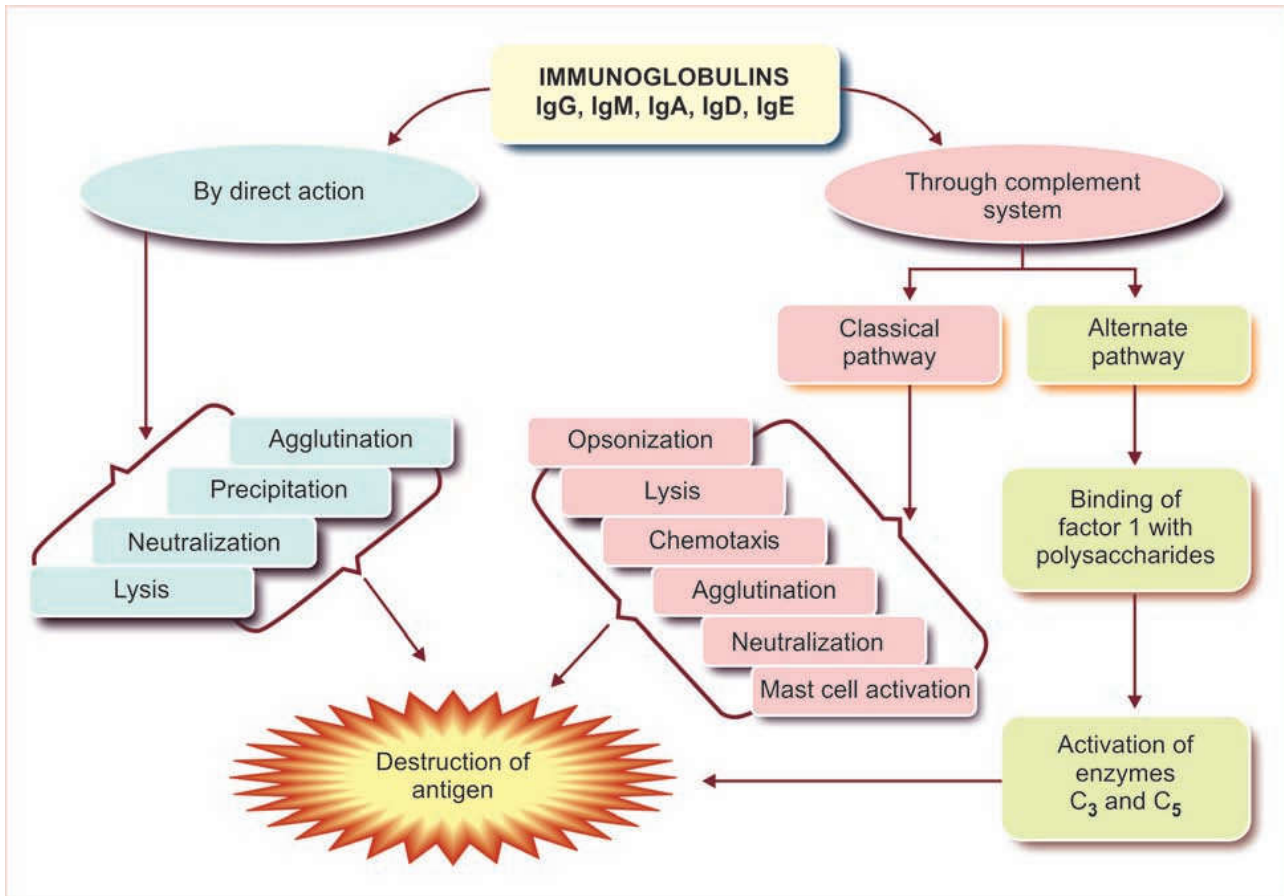 IMMUNOGLOBULINS
IgG, IgM, IgA, IgD, IgE
By direct action
Through complement
system
Classical
pathway
Alternate
pathway
Agglutination
Precipitation
Neutralization
Lysis
Opsonization
Lysis
Chemotaxis
Agglutination
Neutralization
Mast cell activation
Binding of
factor 1 with
polysaccharides
Activation of
enzymes
C₃ and C₅
Destruction of
antigen